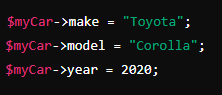 $myCar->make = "Toyota";
$myCar->model = "Corolla";
$myCar->year = 2020;